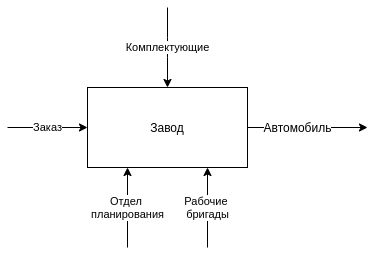 Комплектующие
Заказ
Завод
Автомобиль
Отдел
планирования
Рабочие
бригады